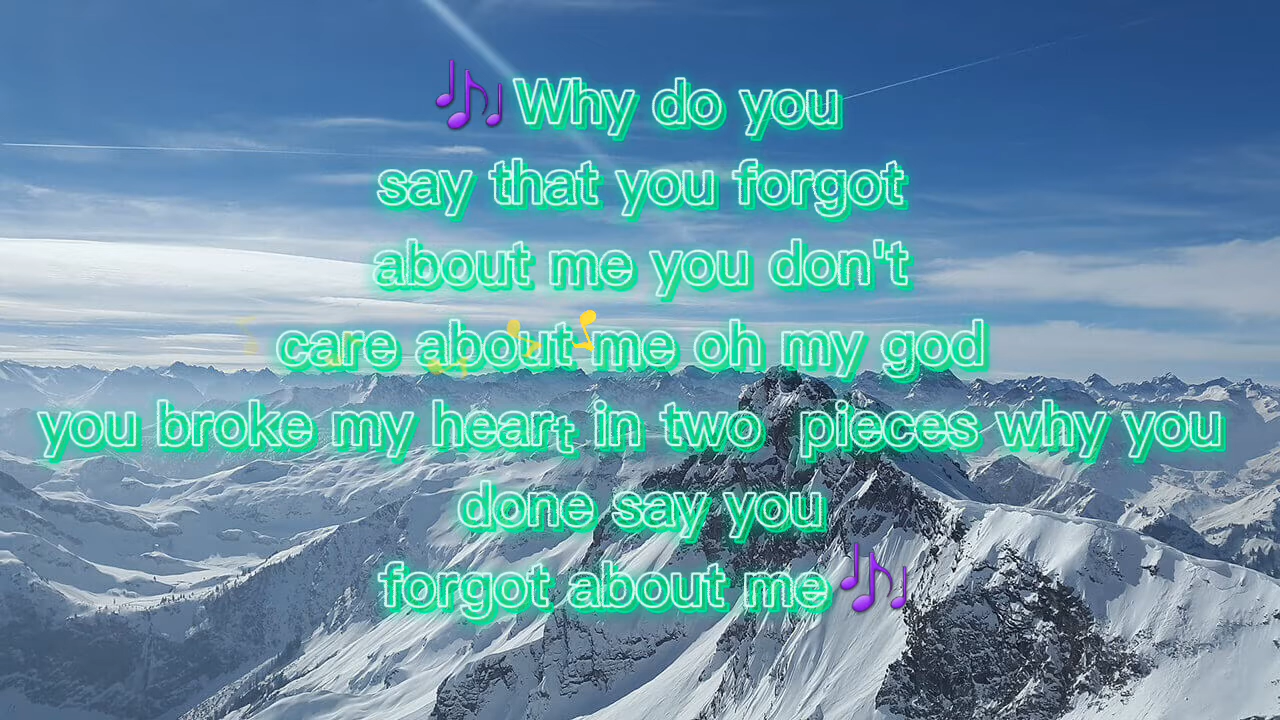 🎶Why do you
say that you forgot
about me you don't
care about me oh my god
you broke my heart in two  pieces why you
done say you
forgot about me🎶